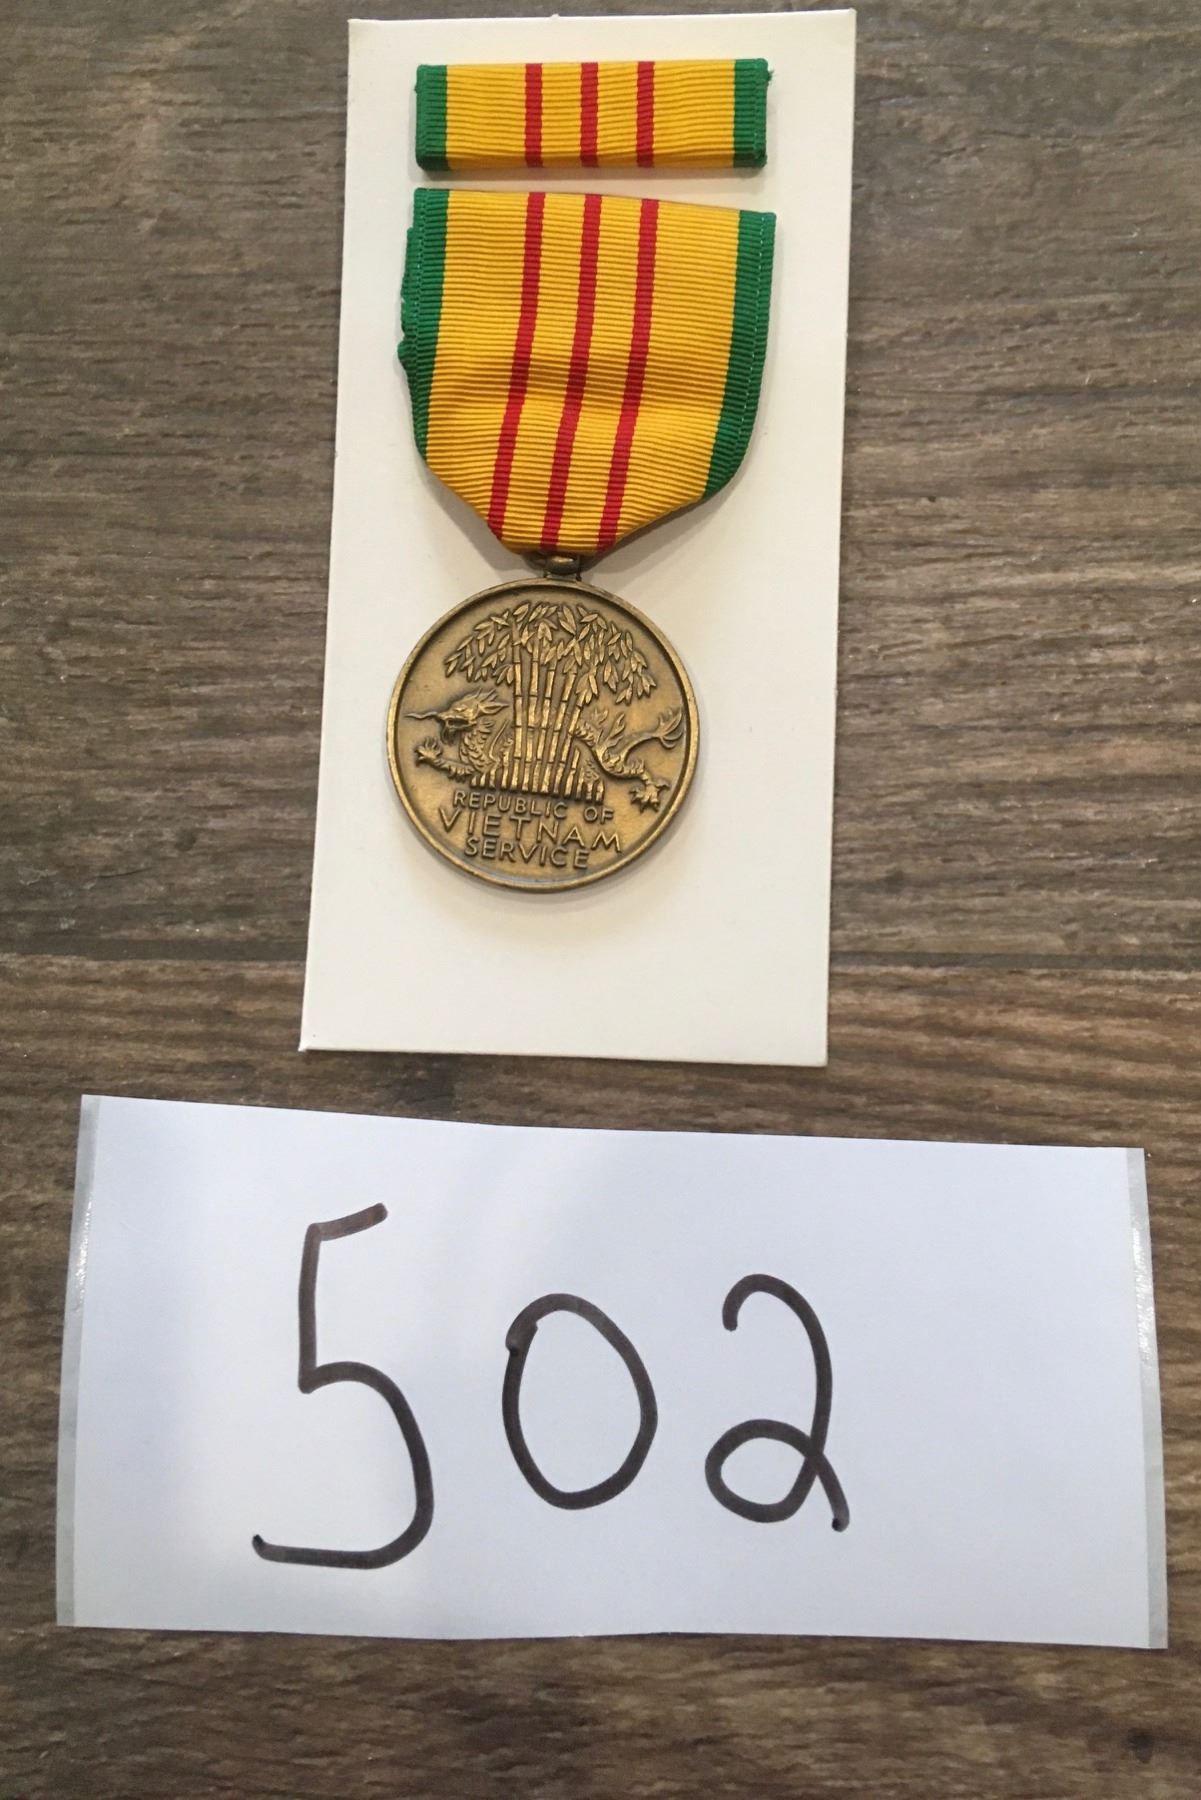 REPUBLIC OF
VIETNAM
SERVICE
502